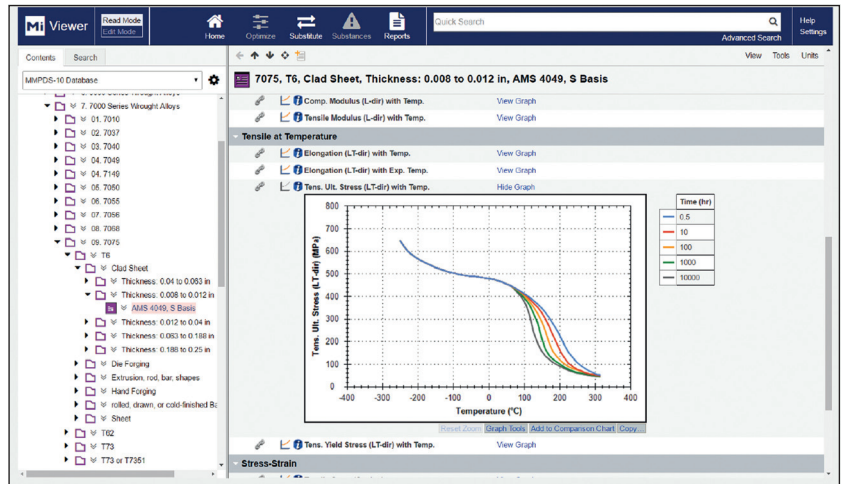 Mi Viewer
Read Mode
Edit Mode
Home
Optimize
Substitute
Substances
Reports
Quick Search
Advanced Search
Help
Settings
Contents
Search
View Tools Units
MMPDS-10 Database
7. 7000 Series Wrought Alloys
01. 7010
02. 7037
03. 7040
04. 7049
04. 7149
05. 7050
06. 7055
07. 7056
08. 7068
09. 7075
T6
Clad Sheet
Thickness: 0.04 to 0.063 in
Thickness: 0.008 to 0.012 in
AMS 4049, S Basis
Thickness: 0.012 to 0.04 in
Thickness: 0.063 to 0.188 in
Thickness: 0.188 to 0.25 in
Die Forging
Extrusion, rod, bar, shapes
Hand Forging
rolled, drawn, or cold-finished Ba
Sheet
T62
T73
T73 or T7351
7075, T6, Clad Sheet, Thickness: 0.008 to 0.012 in, AMS 4049, S Basis
Comp. Modulus (L-dir) with Temp. View Graph
Tensile Modulus (L-dir) with Temp. View Graph
Tensile at Temperature
Elongation (LT-dir) with Temp. View Graph
Elongation (LT-dir) with Exp. Temp. View Graph
Tens. Ult. Stress (LT-dir) with Temp. Hide Graph
Tens. Ult. Stress (LT-dir) (MPa)
800
700
600
500
400
300
200
100
0
-400 -300 -200 -100 0 100 200 300 400
Temperature (°C)
Time (hr)
0.5
10
100
1000
10000
Reset Zoom Graph Tools Add to Comparison Chart Copy...
Tens. Yield Stress (LT-dir) with Temp. View Graph
Stress-Strain